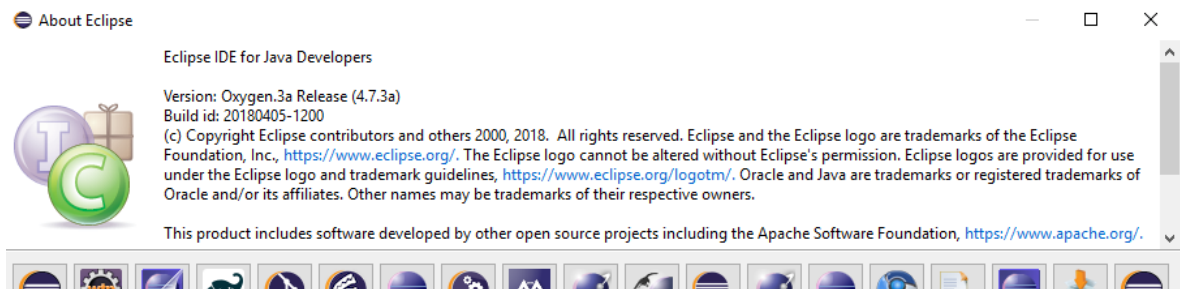 About Eclipse
Eclipse IDE for Java Developers
Version: Oxygen.3a Release (4.7.3a)
Build id: 20180405-1200
(c) Copyright Eclipse contributors and others 2000, 2018.  All rights reserved. Eclipse and the Eclipse logo are trademarks of the Eclipse
Foundation, Inc., https://www.eclipse.org/. The Eclipse logo cannot be altered without Eclipse's permission. Eclipse logos are provided for use
under the Eclipse logo and trademark guidelines, https://www.eclipse.org/logotm/. Oracle and Java are trademarks or registered trademarks of
Oracle and/or its affiliates. Other names may be trademarks of their respective owners.
This product includes software developed by other open source projects including the Apache Software Foundation, https://www.apache.org/.
I
C